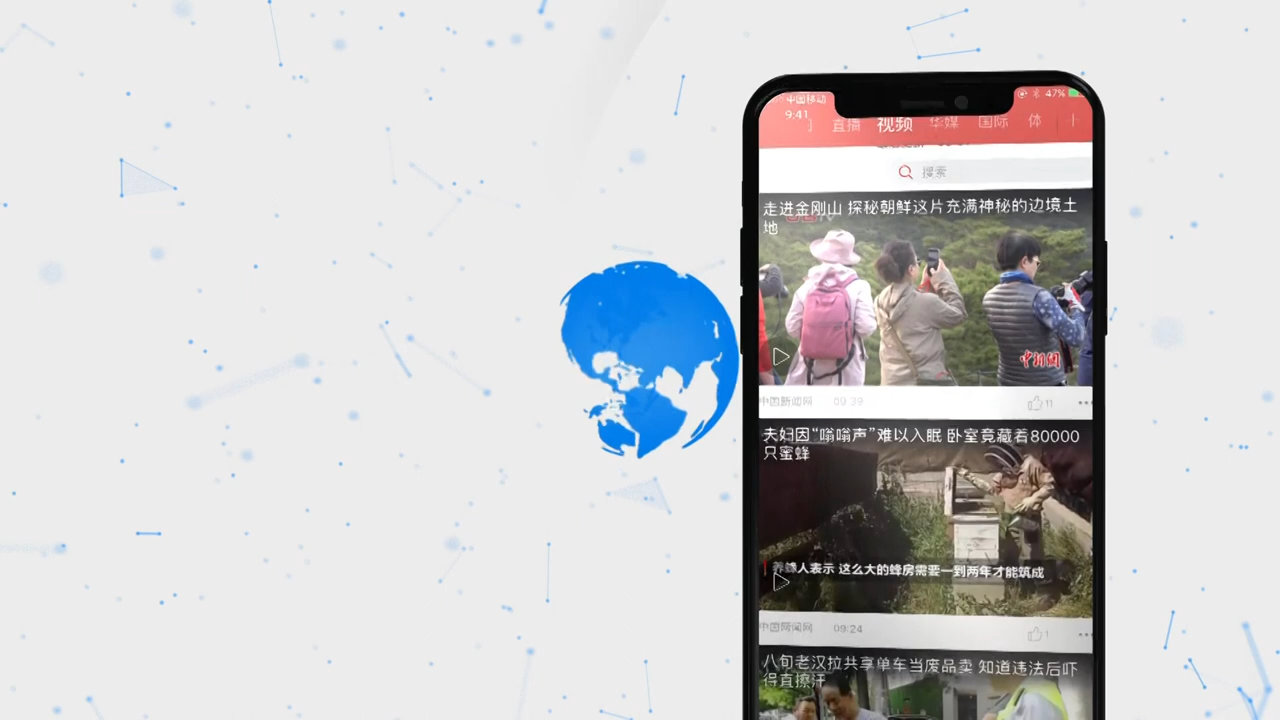 中国移动
47%
9:41
直播 视频 华媒 国际 体
搜索
走进金刚山 探秘朝鲜这片充满神秘的边境土
地
中新网
中国新闻网 09:39
11
夫妇因“嗡嗡声”难以入眠 卧室竟藏着80000
只蜜蜂
养蜂人表示 这么大的蜂房需要一到两年才能筑成
中国新闻网 09:24
1
八旬老汉拉共享单车当废品卖 知道违法后吓
得直擦汗